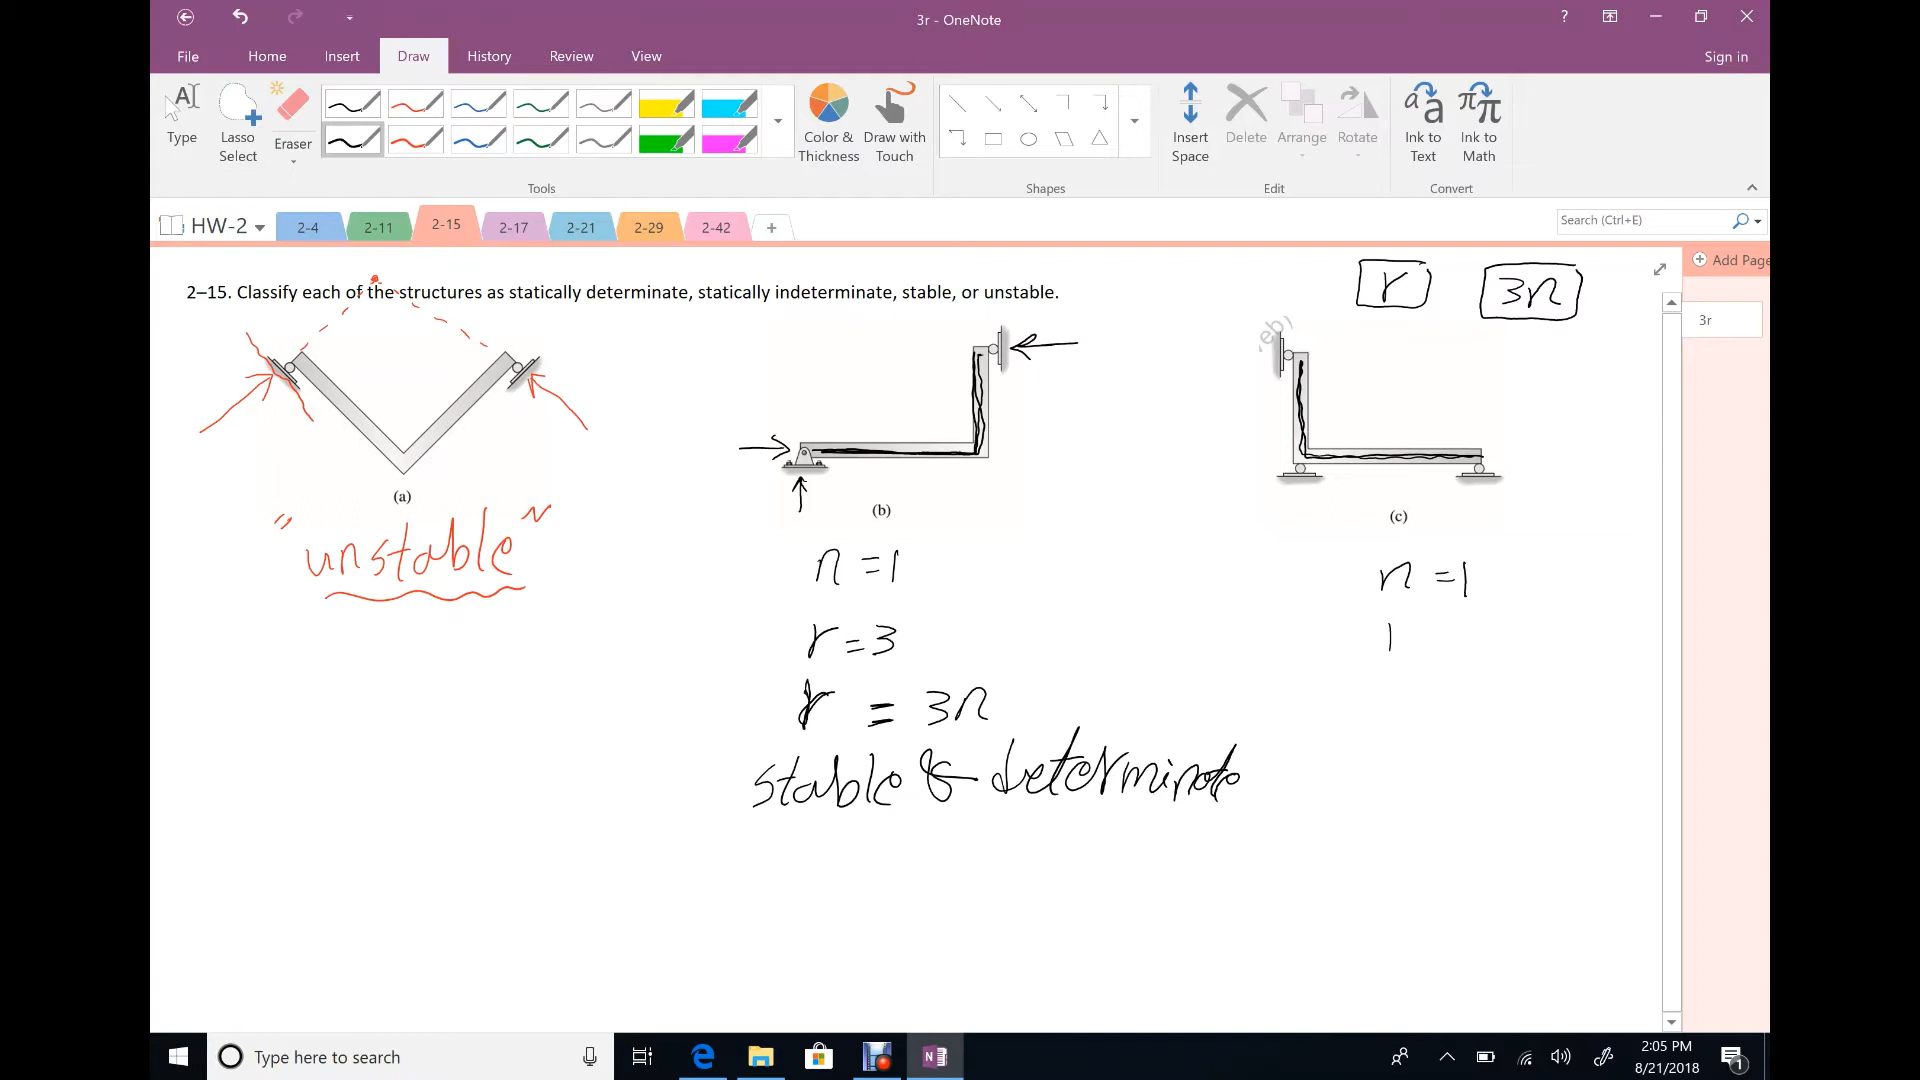 3r - OneNote
File Home Insert Draw History Review View Sign in
Type
Lasso Select
Eraser
Color & Thickness
Draw with Touch
Insert Space
Delete
Arrange
Rotate
Ink to Text
Ink to Math
Tools Shapes Edit Convert
HW-2 2-4 2-11 2-15 2-17 2-21 2-29 2-42 + Search (Ctrl+E)
Add Page
3r
r 3n
2–15. Classify each of the structures as statically determinate, statically indeterminate, stable, or unstable.
eb)
(a)
(b)
(c)
"unstable"
n = 1
r = 3
r = 3n
stable & determinate
n = 1
Type here to search
2:05 PM
8/21/2018
1